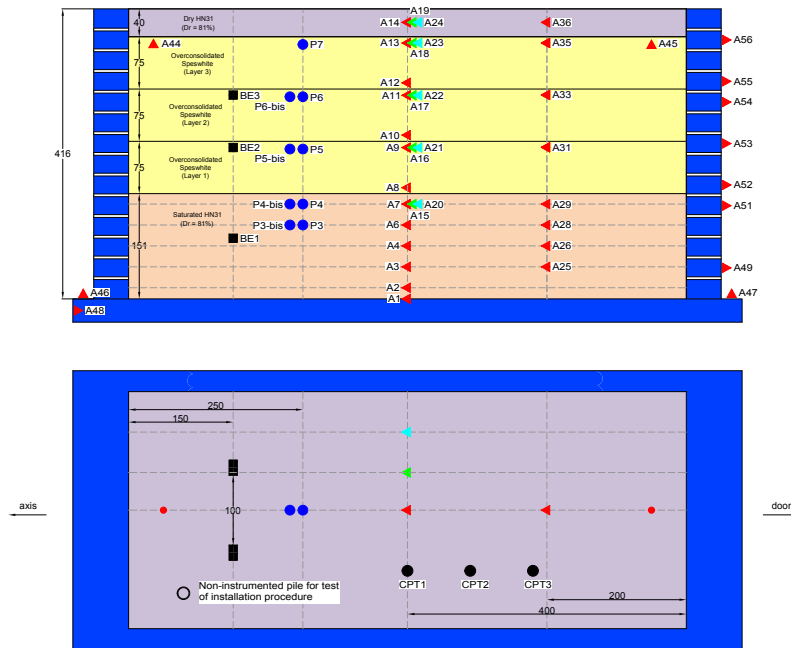 A19
40
Dry HN31
(Dr = 81%)
A14
A24
A36
A44
P7
A13
A23
A35
A45
A56
A18
75
Overconsolidated
Speswhite
(Layer 3)
A12
A55
BE3
P6
A11
A22
A33
A54
P6-bis
A17
75
Overconsolidated
Speswhite
(Layer 2)
A10
416
BE2
P5
A9
A21
A31
A53
P5-bis
A16
75
Overconsolidated
Speswhite
(Layer 1)
A8
A52
P4-bis
P4
A7
A20
A29
A51
Saturated HN31
(Dr = 81%)
A15
P3-bis
P3
A6
A28
BE1
151
A4
A26
A3
A25
A49
A46
A2
A47
A1
A48
250
150
axis
100
door
CPT1
CPT2
CPT3
Non-instrumented pile for test
of installation procedure
200
400